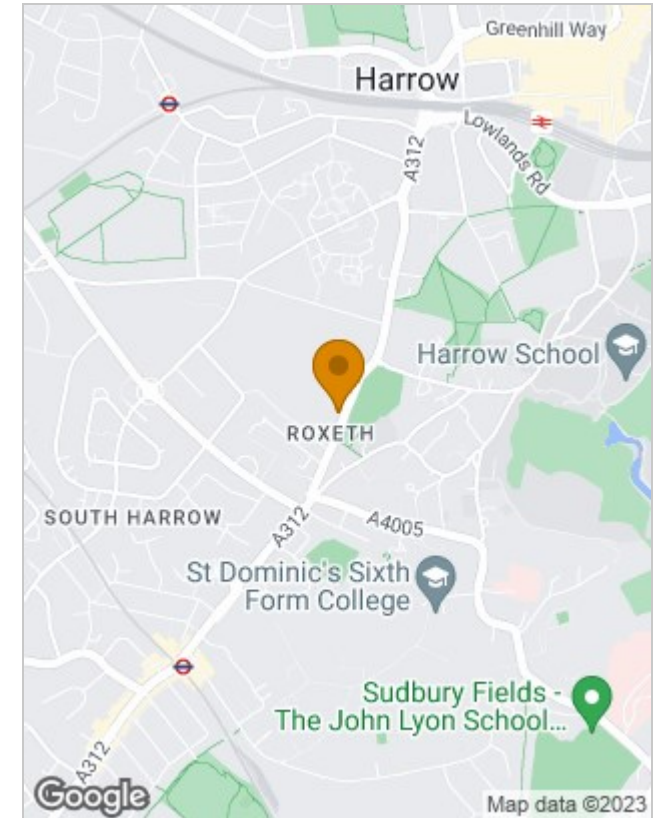 Greenhill Way
Harrow
Lowlands Rd
A312
Harrow School
ROXETH
SOUTH HARROW
A312
A4005
St Dominic's Sixth
Form College
Sudbury Fields -
The John Lyon School...
A312
Google
Map data ©2023